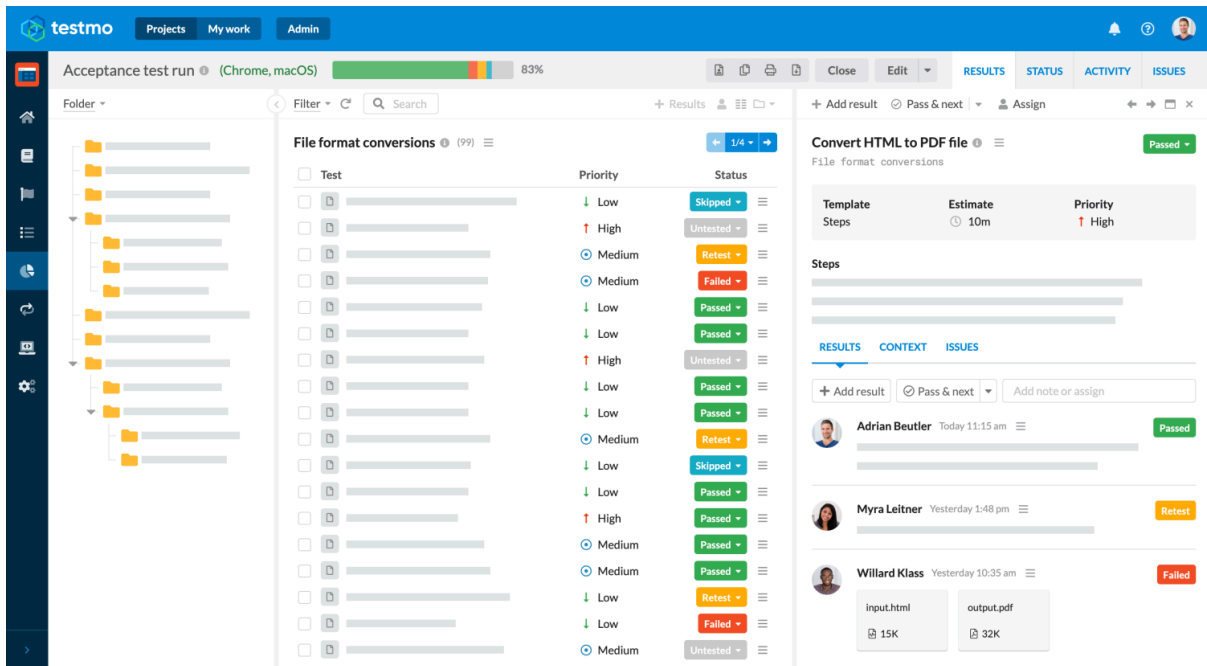 testmo Projects My work Admin
Acceptance test run (Chrome, macOS) 83% Close Edit RESULTS STATUS ACTIVITY ISSUES
Folder
Filter Search + Results
+ Add result Pass & next Assign
File format conversions (99) 1/4
Test Priority Status
Low Skipped
High Untested
Medium Retest
Medium Failed
Low Passed
Low Passed
High Untested
Low Passed
Low Passed
Medium Retest
Low Skipped
Low Passed
High Passed
Medium Passed
Medium Passed
Low Retest
Low Failed
Medium Untested
Convert HTML to PDF file Passed
File format conversions
Template Estimate Priority
Steps 10m High
Steps
RESULTS CONTEXT ISSUES
+ Add result Pass & next Add note or assign
Adrian Beutler Today 11:15 am Passed
Myra Leitner Yesterday 1:48 pm Retest
Willard Klass Yesterday 10:35 am Failed
input.html output.pdf
15K 32K